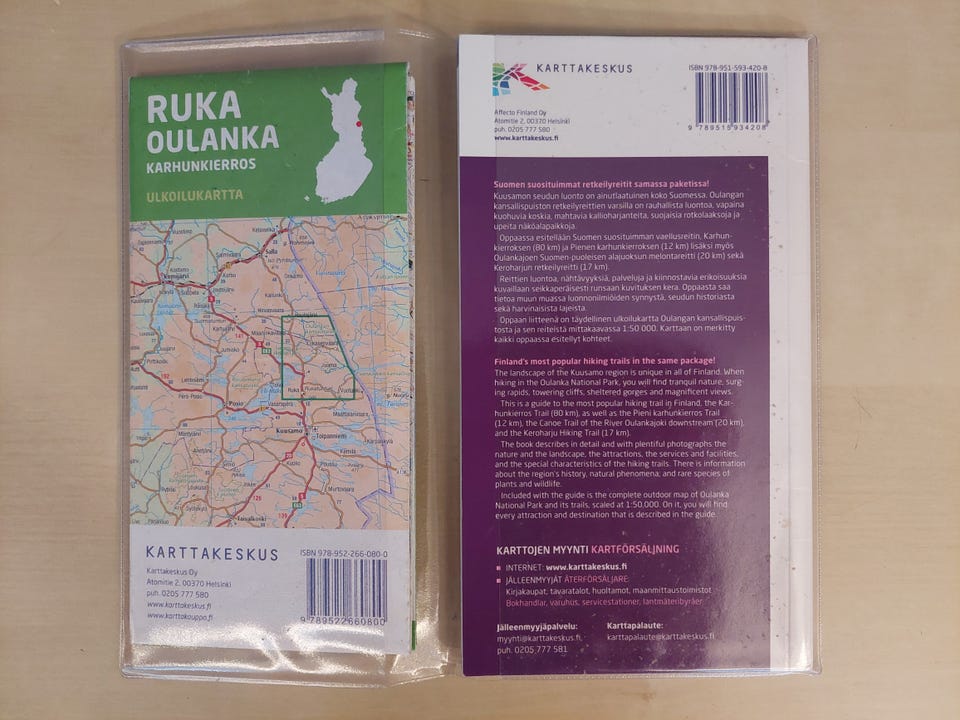 RUKA
OULANKA
KARHUNKIERROS
ULKOILUKARTTA
Salla
Kemijärvi
Posio
Kuusamo
Ruka
Juuma
Vuotunki
Toipanniemi
Taivalkoski
KARTTAKESKUS
ISBN 978-952-266-080-0
Karttakeskus Oy
Atomitie 2, 00370 Helsinki
puh. 0205 777 580
www.karttakeskus.fi
www.karttakauppa.fi
9 789522 660800
KARTTAKESKUS
ISBN 978-951-593-420-8
9 789515 934208
Affecto Finland Oy
Atomitie 2, 00370 Helsinki
puh. 0205 777 580
www.karttakeskus.fi
Suomen suosituimmat retkeilyreitit samassa paketissa!
Kuusamon seudun luonto on ainutlaatuinen koko Suomessa. Oulangan
kansallispuiston retkeilyreittien varsilla on rauhallista luontoa, vapaina
kuohuvia koskia, mahtavia kallioharjanteita, suojaisia rotkolaaksoja ja
upeita näköalapaikkoja.
Oppaassa esitellään Suomen suosituimman vaellusreitin, Karhun-
kierroksen (80 km) ja Pienen karhunkierroksen (12 km) lisäksi myös
Oulankajoen Suomen-puoleisen alajuoksun melontareitti (20 km) sekä
Keroharjun retkeilyreitti (17 km).
Reittien luontoa, nähtävyyksiä, palveluja ja kiinnostavia erikoisuuksia
kuvaillaan seikkaperäisesti runsaan kuvituksen kera. Oppaasta saa
tietoa muun muassa luonnonilmiöiden synnystä, seudun historiasta
sekä harvinaisista lajeista.
Oppaan liitteenä on täydellinen ulkoilukartta Oulangan kansallispuis-
tosta ja sen reiteistä mittakaavassa 1:50 000. Karttaan on merkitty
kaikki oppaassa esitellyt kohteet.
Finland's most popular hiking trails in the same package!
The landscape of the Kuusamo region is unique in all of Finland. When
hiking in the Oulanka National Park, you will find tranquil nature, surg-
ing rapids, towering cliffs, sheltered gorges and magnificent views.
This is a guide to the most popular hiking trail in Finland, the Kar-
hunkierros Trail (80 km), as well as the Pieni karhunkierros Trail
(12 km), the Canoe Trail of the River Oulankajoki downstream (20 km),
and the Keroharju Hiking Trail (17 km).
The book describes in detail and with plentiful photographs the
nature and the landscape, the attractions, the services and facilities,
and the special characteristics of the hiking trails. There is information
about the region's history, natural phenomena, and rare species of
plants and wildlife.
Included with the guide is the complete outdoor map of Oulanka
National Park and its trails, scaled at 1:50,000. On it, you will find
every attraction and destination that is described in the guide.
KARTTOJEN MYYNTI KARTFÖRSÄLJNING
INTERNET: www.karttakeskus.fi
JÄLLEENMYYJÄT ÅTERFÖRSÄLJARE:
Kirjakaupat, tavaratalot, huoltamot, maanmittaustoimistot
Bokhandlar, varuhus, servicestationer, lantmäteribyråer
Jälleenmyyjäpalvelu:
myynti@karttakeskus.fi
puh. 0205 777 581
Karttapalaute:
karttapalaute@karttakeskus.fi